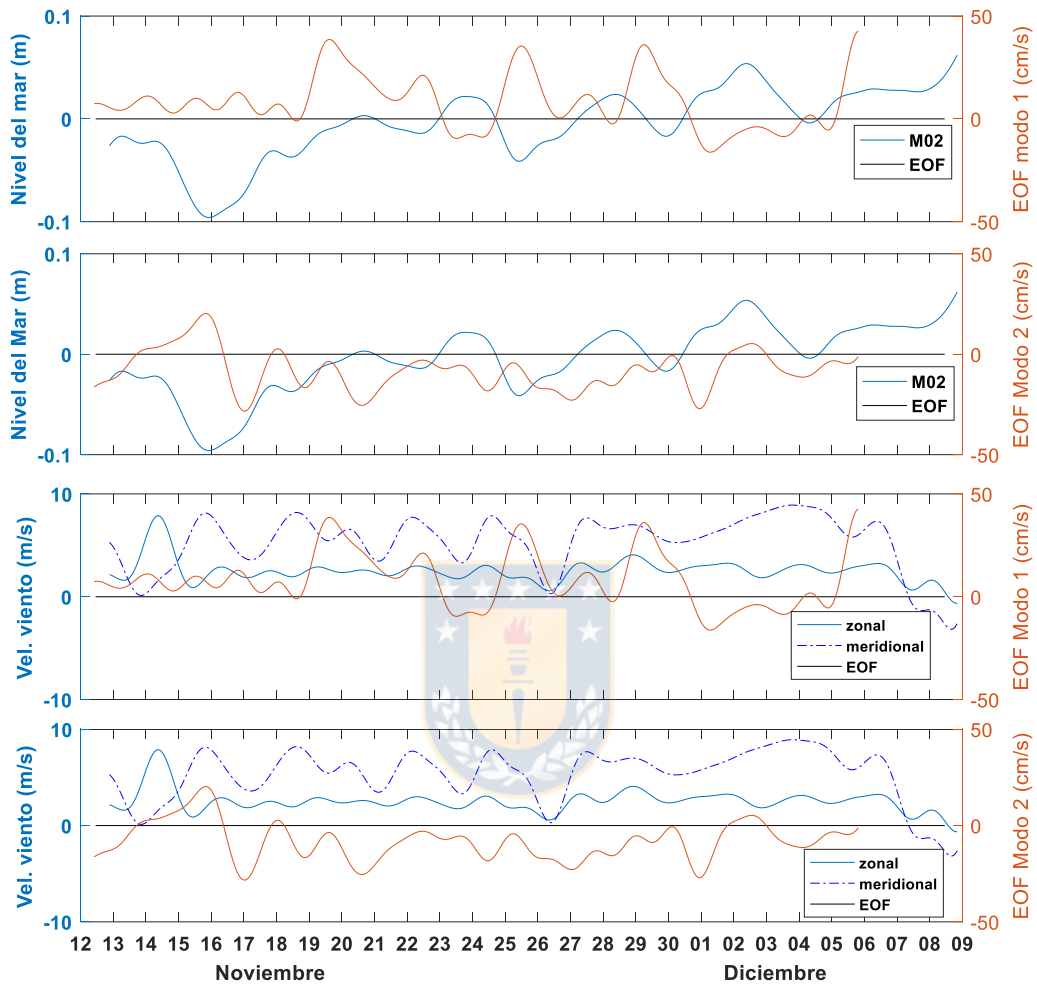 0.1
0
-0.1
Nivel del mar (m)
50
0
-50
EOF modo 1 (cm/s)
M02
EOF
0.1
0
-0.1
Nivel del Mar (m)
50
0
-50
EOF Modo 2 (cm/s)
M02
EOF
10
0
-10
Vel. viento (m/s)
50
0
-50
EOF Modo 1 (cm/s)
zonal
meridional
EOF
10
0
-10
Vel. viento (m/s)
50
0
-50
EOF Modo 2 (cm/s)
zonal
meridional
EOF
12 13 14 15 16 17 18 19 20 21 22 23 24 25 26 27 28 29 30 01 02 03 04 05 06 07 08 09
Noviembre Diciembre